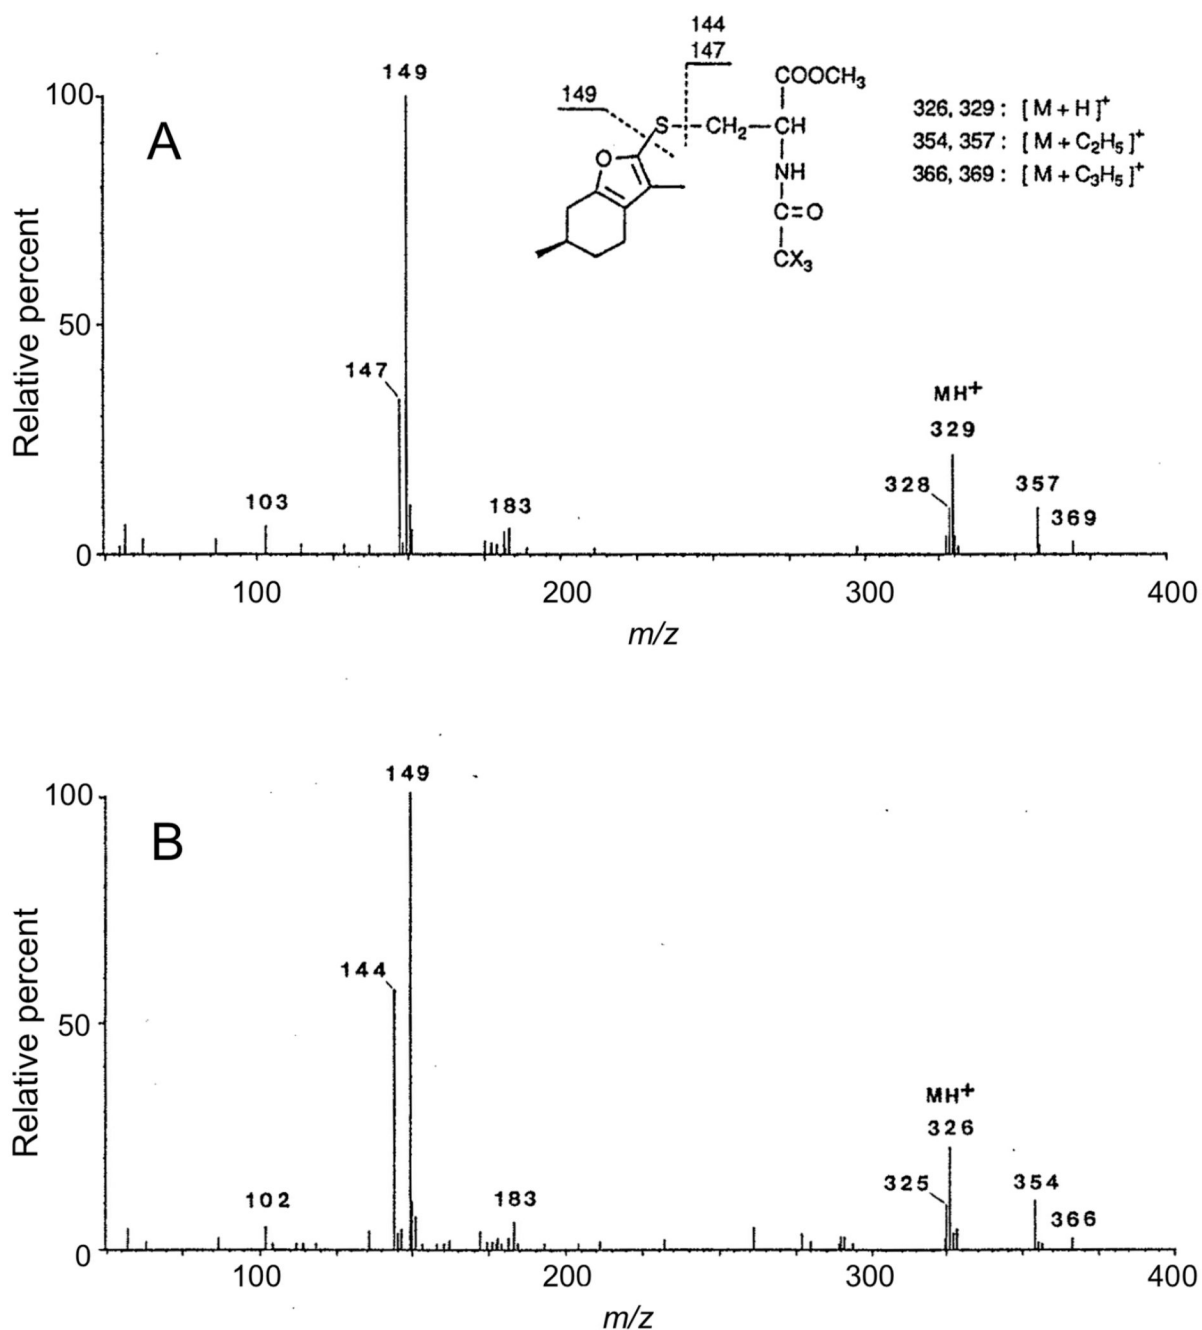 A
Relative percent
100
50
0
149
147
103
183
MH+
329
328
357
369
100
200
300
400
m/z
144
147
149
COOCH3
S
CH2
CH
O
NH
C=O
CX3
326, 329 : [ M + H ]+
354, 357 : [ M + C2H5 ]+
366, 369 : [ M + C3H5 ]+
B
Relative percent
100
50
0
149
144
102
183
MH+
326
325
354
366
100
200
300
400
m/z